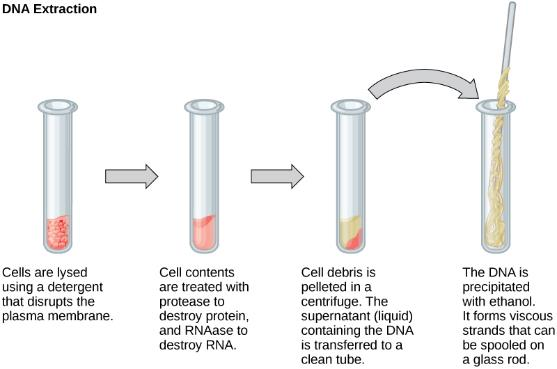 DNA Extraction
Cells are lysed
using a detergent
that disrupts the
plasma membrane.
Cell contents
are treated with
protease to
destroy protein,
and RNAase to
destroy RNA.
Cell debris is
pelleted in a
centrifuge. The
supernatant (liquid)
containing the DNA
is transferred to a
clean tube.
The DNA is
precipitated
with ethanol.
It forms viscous
strands that can
be spooled on
a glass rod.